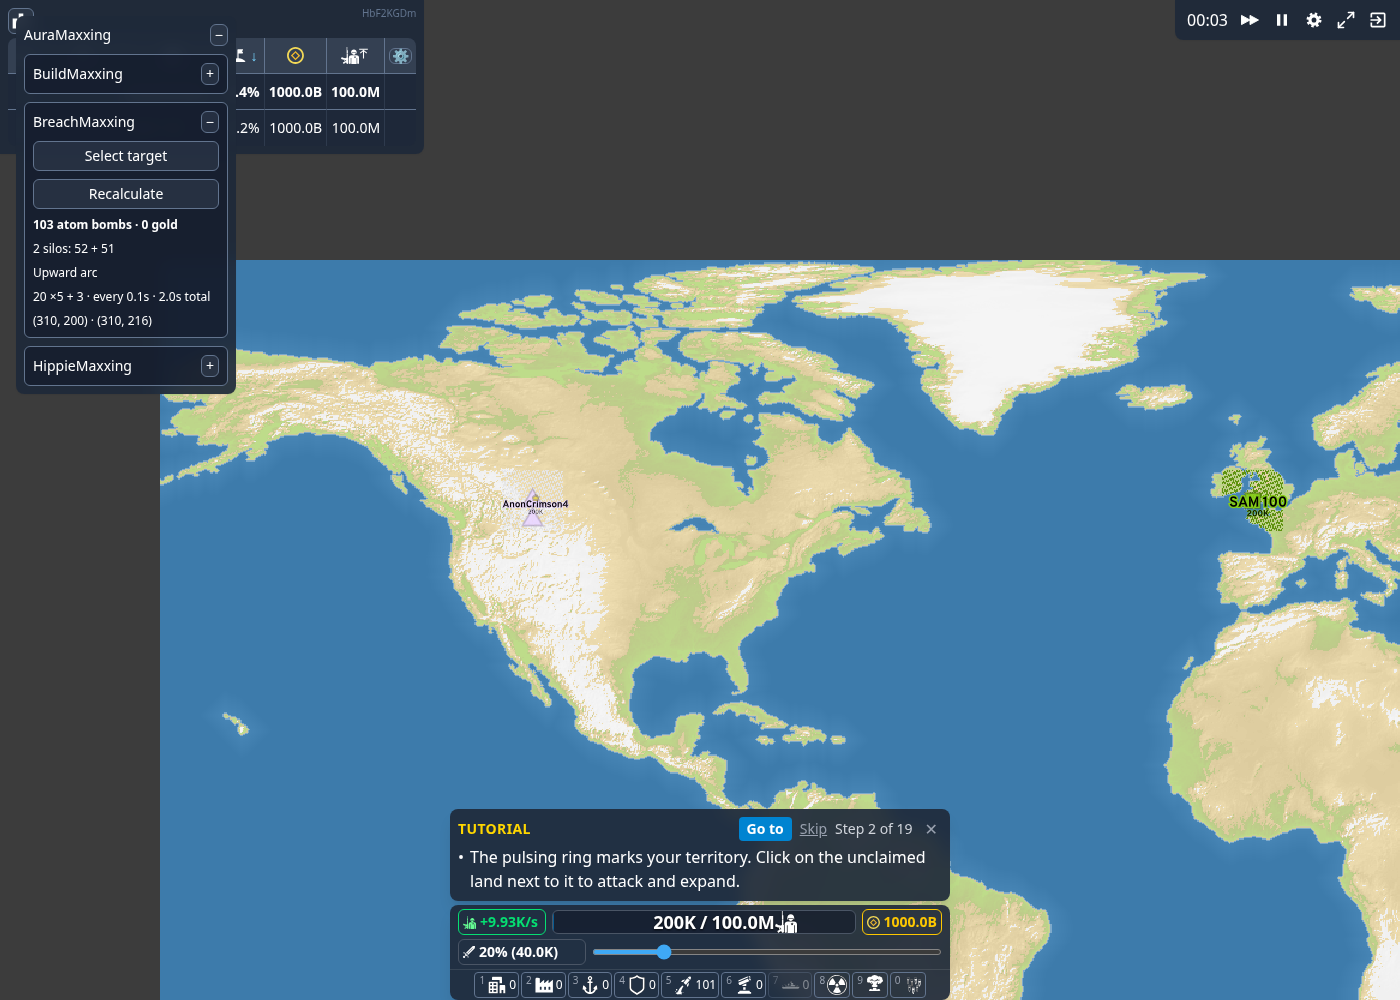 HbF2KGDm
00:03
AuraMaxxing −
BuildMaxxing +
.4% 1000.0B 100.0M
BreachMaxxing −
.2% 1000.0B 100.0M
Select target
Recalculate
103 atom bombs · 0 gold
2 silos: 52 + 51
Upward arc
20 ×5 + 3 · every 0.1s · 2.0s total
(310, 200) · (310, 216)
HippieMaxxing +
AnonCrimson4
200K
SAM 100
200K
TUTORIAL Go to Skip Step 2 of 19 ×
• The pulsing ring marks your territory. Click on the unclaimed
land next to it to attack and expand.
+9.93K/s 200K / 100.0M 1000.0B
20% (40.0K)
1 0 2 0 3 0 4 0 5 101 6 0 7 0 8 9 0